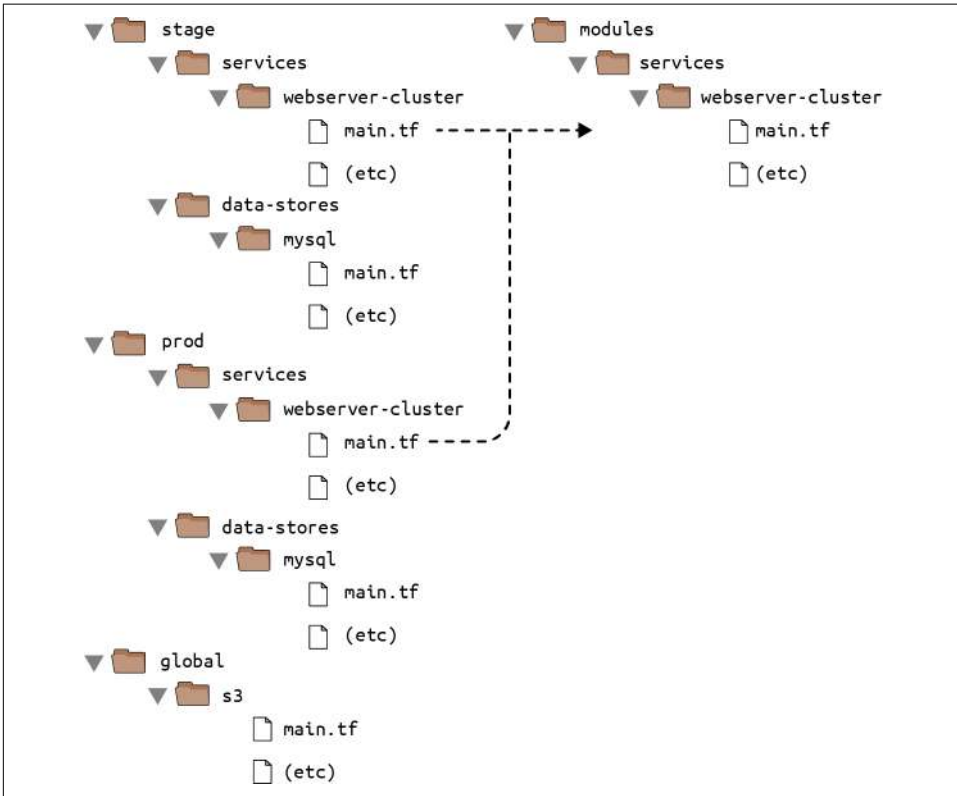 stage
services
webserver-cluster
main.tf
(etc)
data-stores
mysql
main.tf
(etc)
prod
services
webserver-cluster
main.tf
(etc)
data-stores
mysql
main.tf
(etc)
global
s3
main.tf
(etc)
modules
services
webserver-cluster
main.tf
(etc)